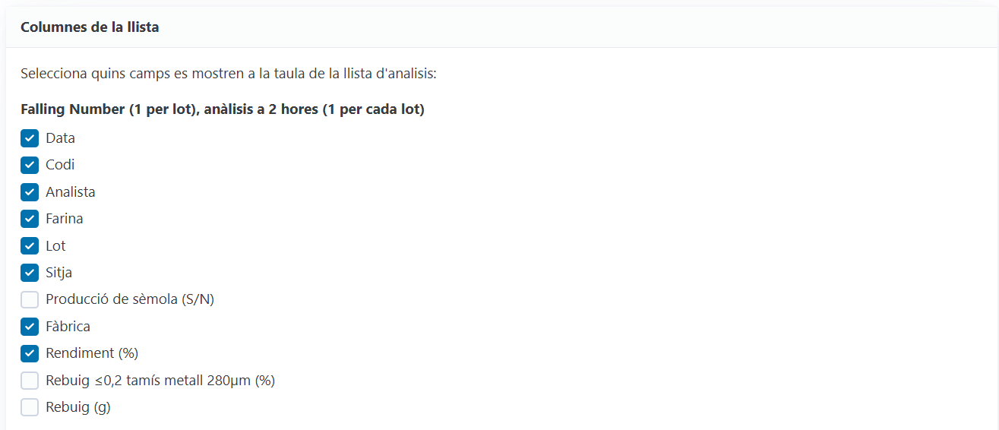 Columnes de la llista
Selecciona quins camps es mostren a la taula de la llista d'analisis:
Falling Number (1 per lot), anàlisis a 2 hores (1 per cada lot)
Data
Codi
Analista
Farina
Lot
Sitja
Producció de sèmola (S/N)
Fàbrica
Rendiment (%)
Rebuig ≤0,2 tamís metall 280µm (%)
Rebuig (g)